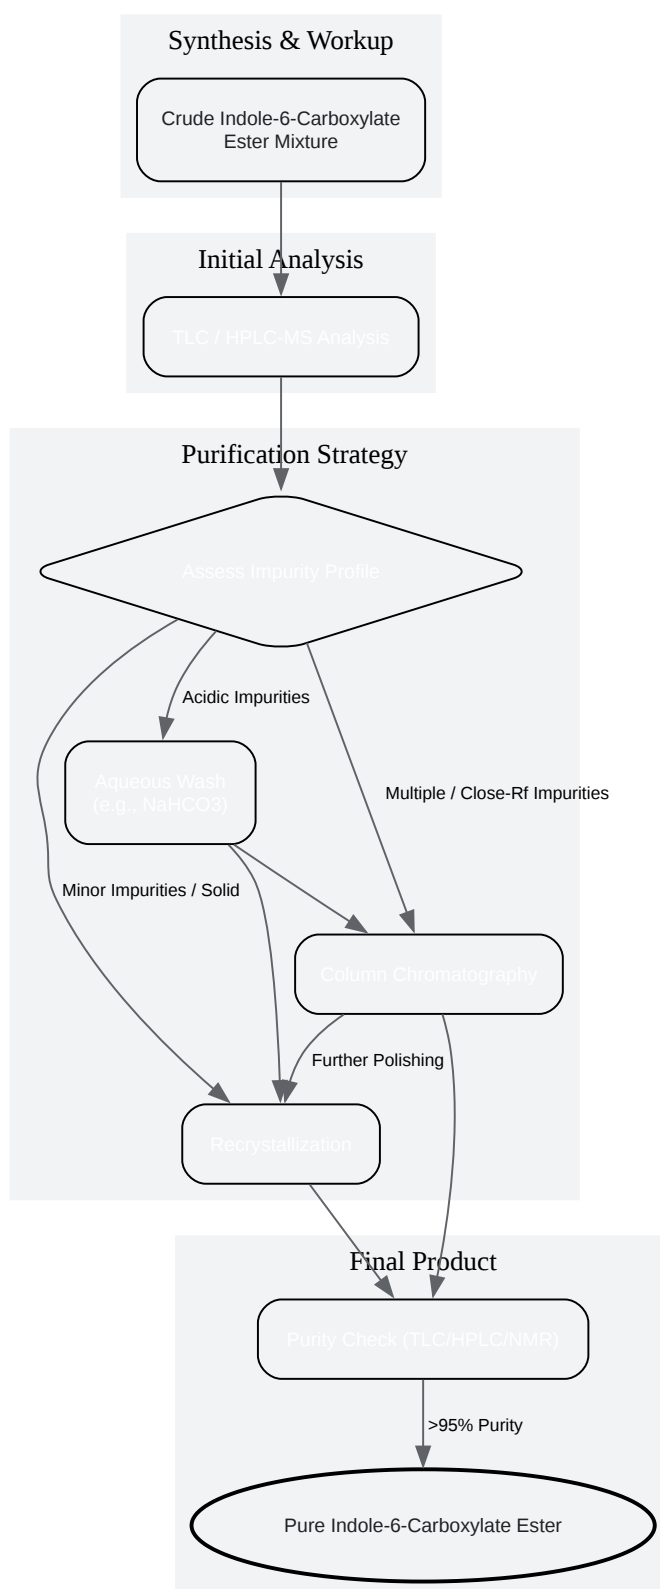 Synthesis & Workup
Crude Indole-6-Carboxylate
Ester Mixture
Initial Analysis
TLC / HPLC-MS Analysis
Purification Strategy
Assess Impurity Profile
Acidic Impurities
Aqueous Wash
(e.g., NaHCO3)
Multiple / Close-Rf Impurities
Minor Impurities / Solid
Column Chromatography
Further Polishing
Recrystallization
Final Product
Purity Check (TLC/HPLC/NMR)
>95% Purity
Pure Indole-6-Carboxylate Ester